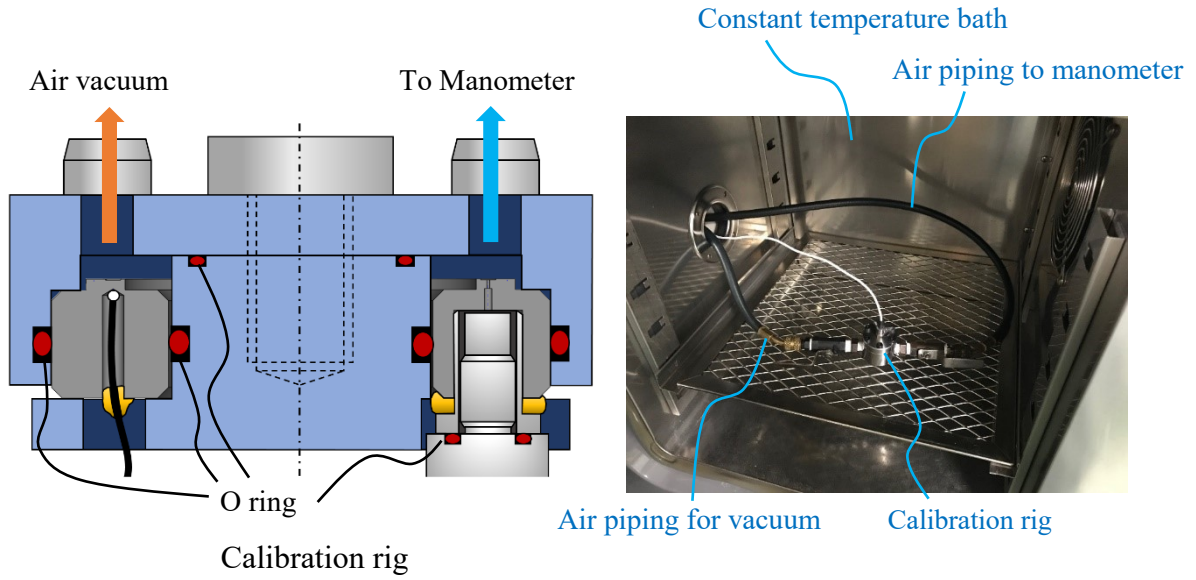 Constant temperature bath
Air vacuum
To Manometer
Air piping to manometer
O ring
Air piping for vacuum
Calibration rig
Calibration rig